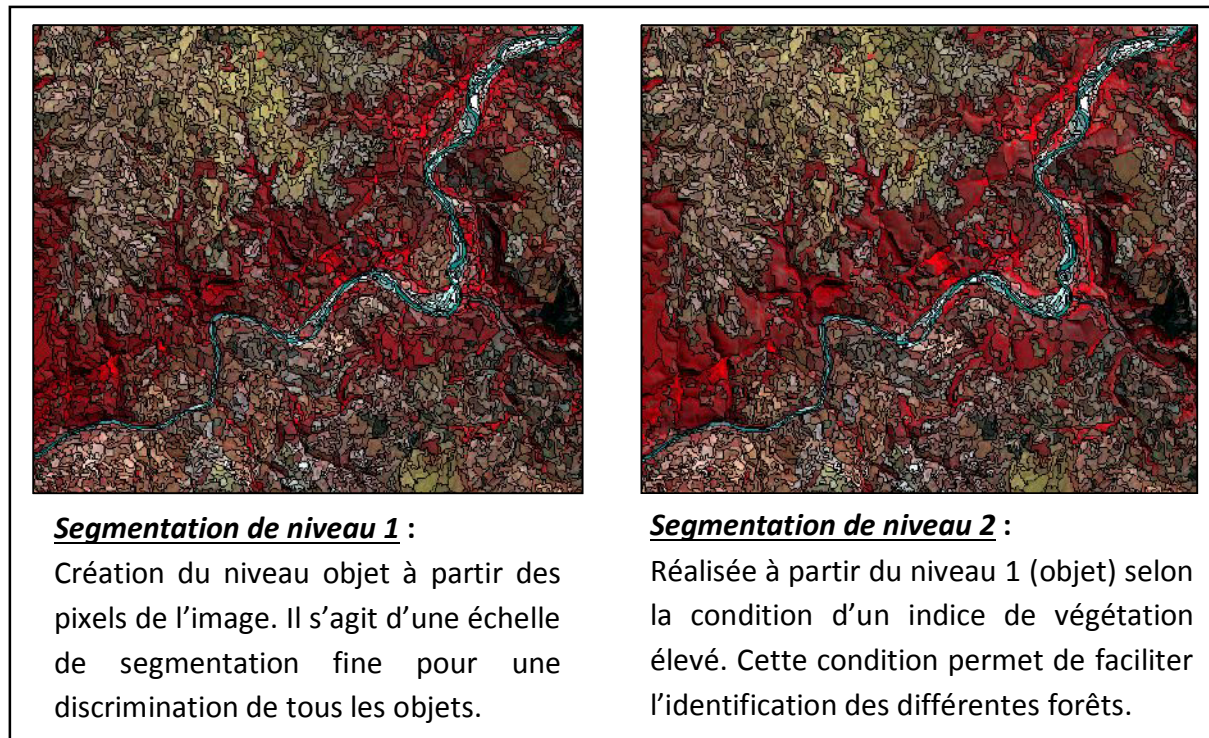 Segmentation de niveau 1 :
Création du niveau objet à partir des
pixels de l’image. Il s’agit d’une échelle
de segmentation fine pour une
discrimination de tous les objets.
Segmentation de niveau 2 :
Réalisée à partir du niveau 1 (objet) selon
la condition d’un indice de végétation
élevé. Cette condition permet de faciliter
l’identification des différentes forêts.